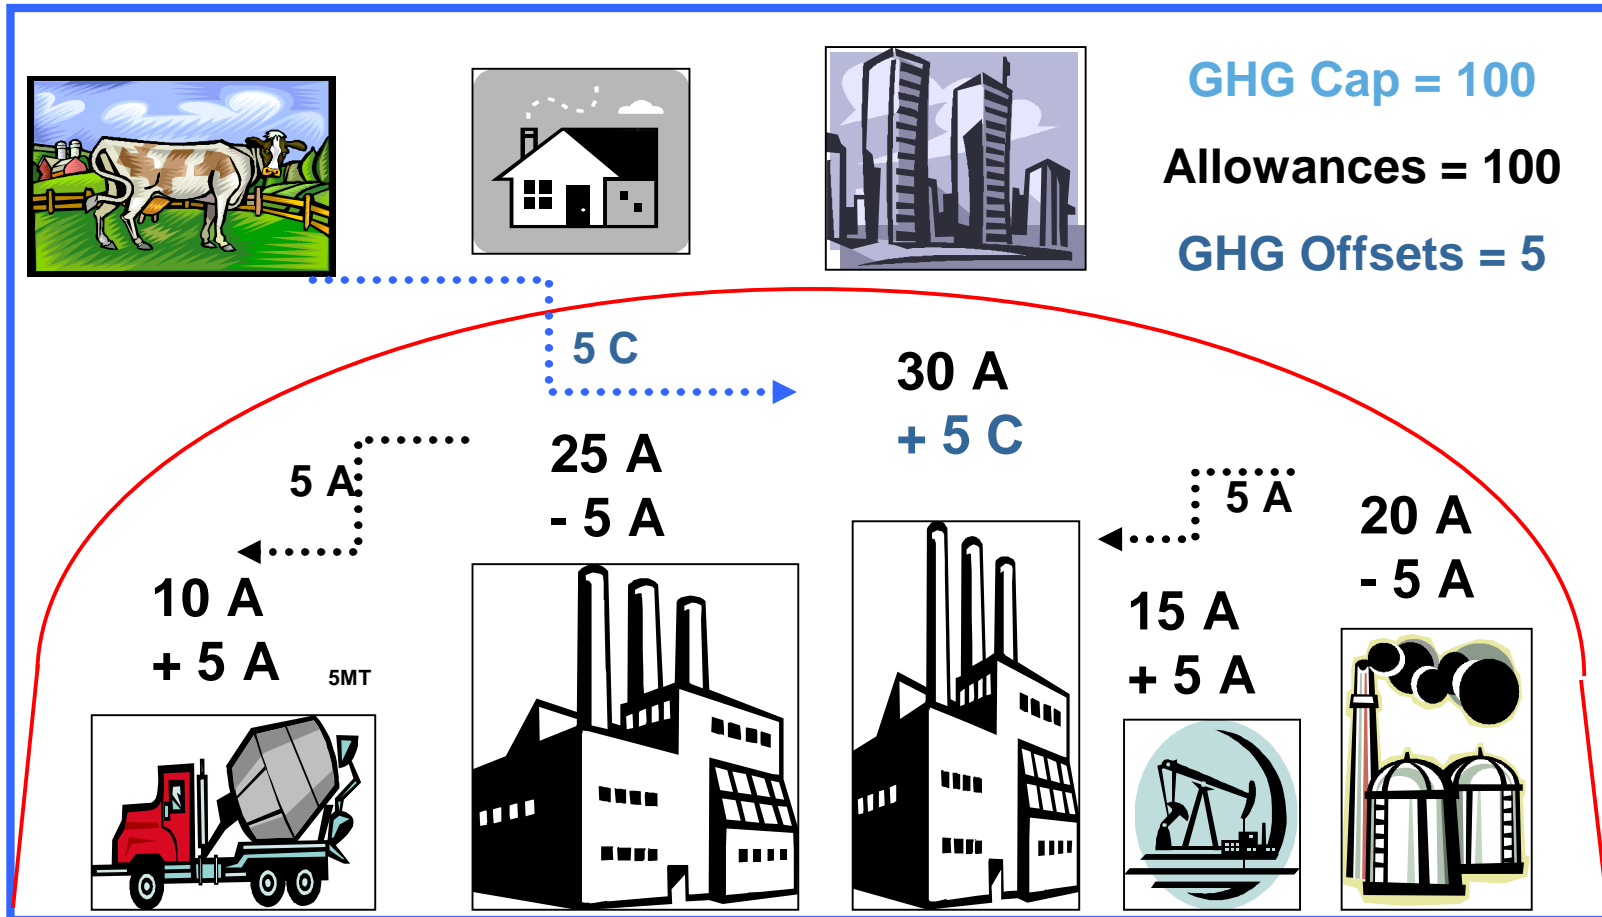 GHG Cap = 100
Allowances = 100
GHG Offsets = 5
5 C
30 A
+ 5 C
25 A
- 5 A
5 A
5 A
20 A
- 5 A
10 A
+ 5 A
5MT
15 A
+ 5 A